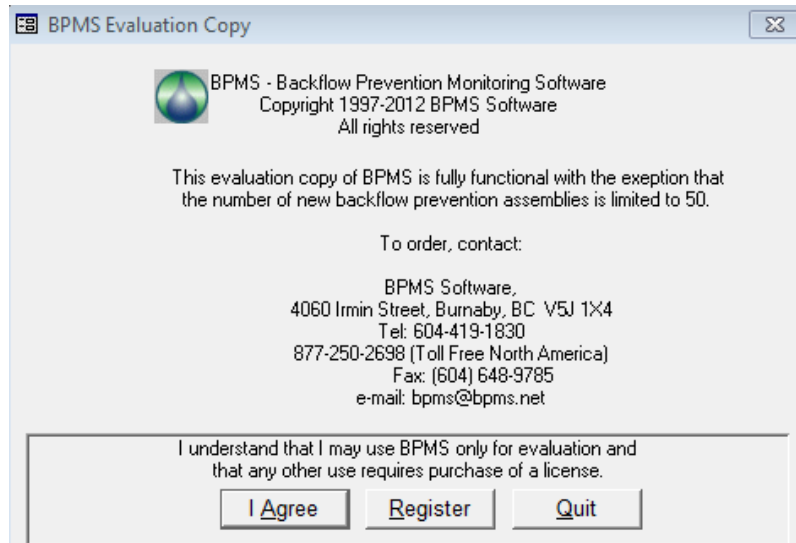 BPMS Evaluation Copy
BPMS - Backflow Prevention Monitoring Software
Copyright 1997-2012 BPMS Software
All rights reserved
This evaluation copy of BPMS is fully functional with the exeption that
the number of new backflow prevention assemblies is limited to 50.
To order, contact:
BPMS Software,
4060 Irmin Street, Burnaby, BC  V5J 1X4
Tel: 604-419-1830
877-250-2698 (Toll Free North America)
Fax: (604) 648-9785
e-mail: bpms@bpms.net
I understand that I may use BPMS only for evaluation and
that any other use requires purchase of a license.
I Agree Register Quit